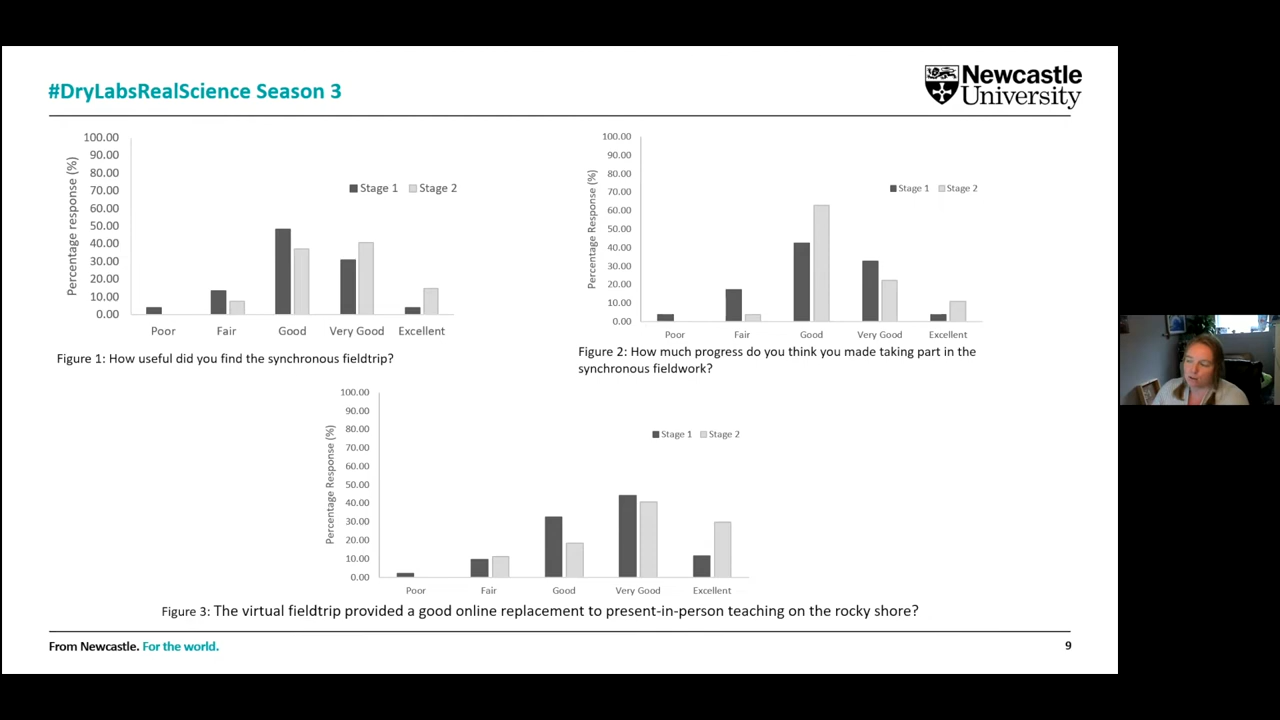 #DryLabsRealScience Season 3
Newcastle
University
100.00
90.00
80.00
70.00
60.00
50.00
40.00
30.00
20.00
10.00
0.00
Percentage response (%)
Stage 1 Stage 2
Poor Fair Good Very Good Excellent
Figure 1: How useful did you find the synchronous fieldtrip?
100.00
90.00
80.00
70.00
60.00
50.00
40.00
30.00
20.00
10.00
0.00
Percentage Response (%)
Stage 1 Stage 2
Poor Fair Good Very Good Excellent
Figure 2: How much progress do you think you made taking part in the
synchronous fieldwork?
100.00
90.00
80.00
70.00
60.00
50.00
40.00
30.00
20.00
10.00
0.00
Percentage Response (%)
Stage 1 Stage 2
Poor Fair Good Very Good Excellent
Figure 3: The virtual fieldtrip provided a good online replacement to present-in-person teaching on the rocky shore?
From Newcastle. For the world.
9